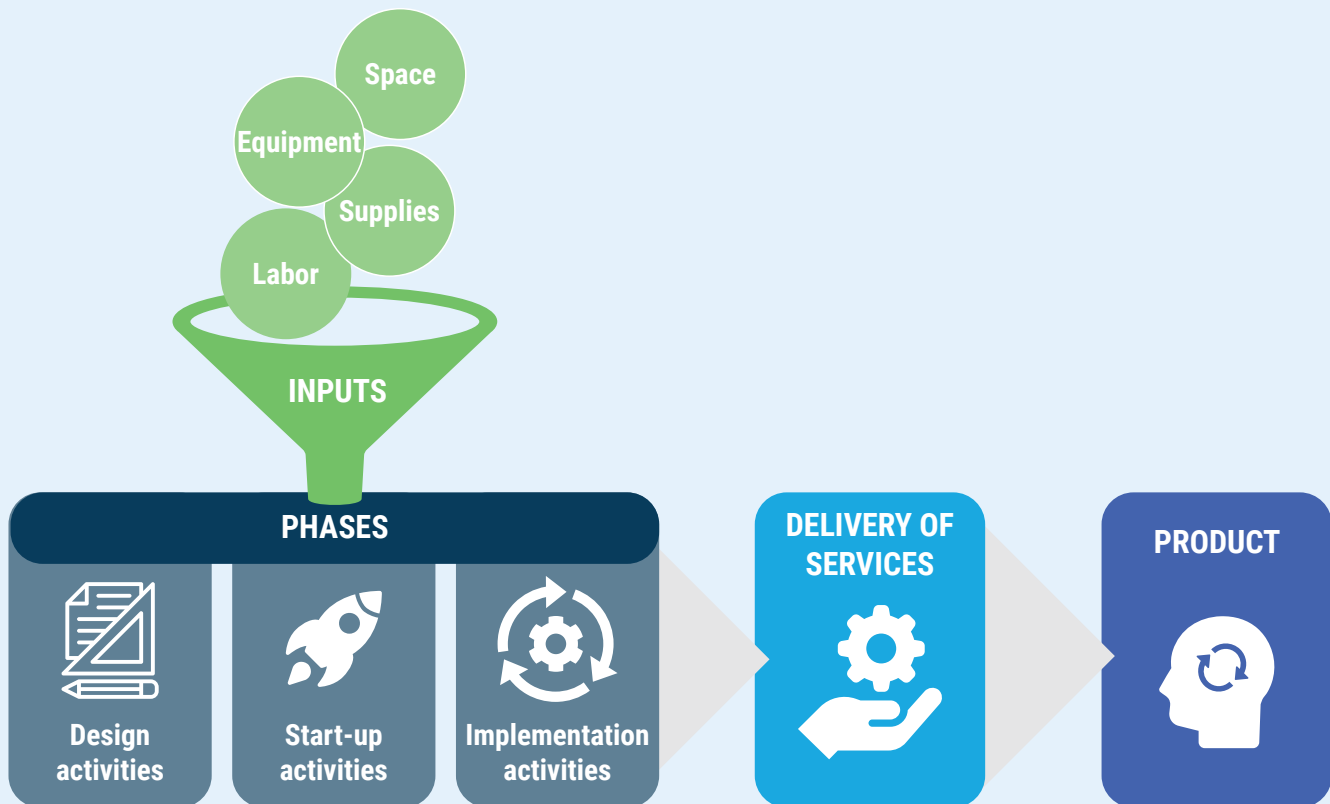 Space
Equipment
Supplies
Labor
INPUTS
PHASES
Design
activities
Start-up
activities
Implementation
activities
DELIVERY OF
SERVICES
PRODUCT